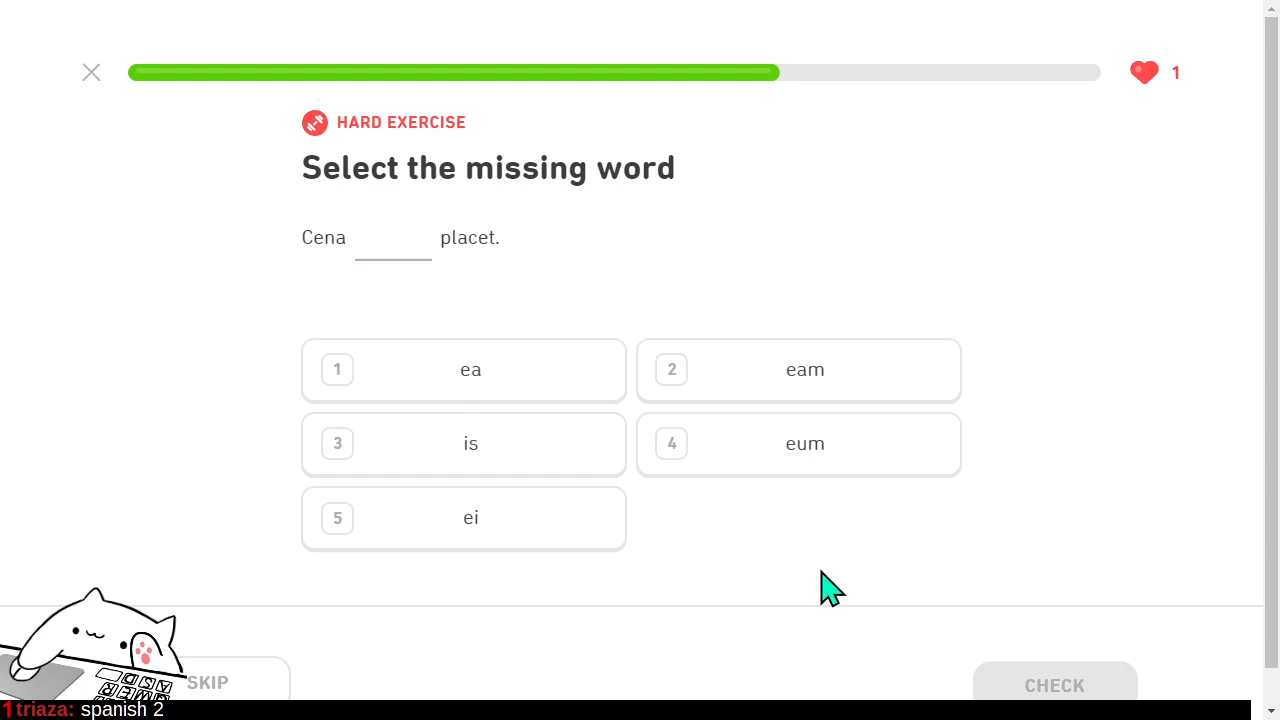 1
HARD EXERCISE
Select the missing word
Cena ______ placet.
1 ea
2 eam
3 is
4 eum
5 ei
SKIP
CHECK
1triaza: spanish 2